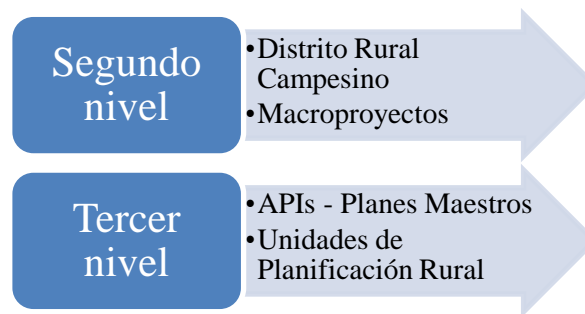 Segundo
nivel
•Distrito Rural
Campesino
•Macroproyectos
Tercer
nivel
•APIs - Planes Maestros
•Unidades de
Planificación Rural